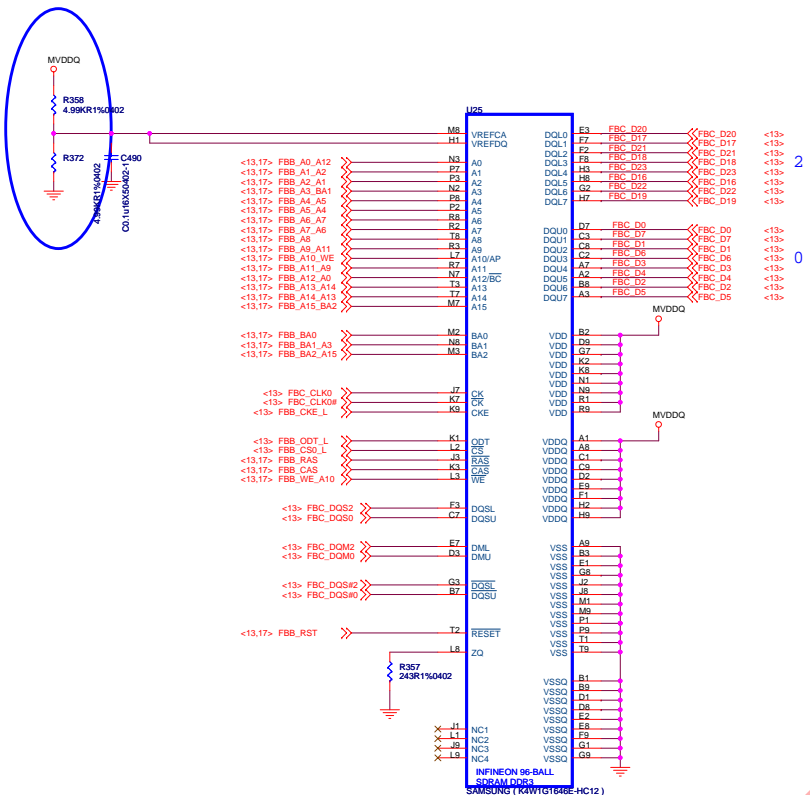 MVDDQ
R358
4.99KR1%0402
R372
4.99KR1%0402
C490
C0.1u16X50402-1
U25
M8 VREFCA
H1 VREFDQ
<13,17> FBB_A0_A12 N3 A0
<13,17> FBB_A1_A2 P7 A1
<13,17> FBB_A2_A1 P3 A2
<13,17> FBB_A3_BA1 N2 A3
<13,17> FBB_A4_A5 P8 A4
<13,17> FBB_A5_A4 P2 A5
<13,17> FBB_A6_A7 R8 A6
<13,17> FBB_A7_A6 R2 A7
<13,17> FBB_A8 T8 A8
<13,17> FBB_A9_A11 R3 A9
<13,17> FBB_A10_WE L7 A10/AP
<13,17> FBB_A11_A9 R7 A11
<13,17> FBB_A12_A0 N7 A12/BC
<13,17> FBB_A13_A14 T3 A13
<13,17> FBB_A14_A13 T7 A14
<13,17> FBB_A15_BA2 M7 A15
<13,17> FBB_BA0 M2 BA0
<13,17> FBB_BA1_A3 N8 BA1
<13,17> FBB_BA2_A15 M3 BA2
<13> FBC_CLK0 J7 CK
<13> FBC_CLK0# K7 CK
<13> FBB_CKE_L K9 CKE
<13> FBB_ODT_L K1 ODT
<13> FBB_CS0_L L2 CS
<13,17> FBB_RAS J3 RAS
<13,17> FBB_CAS K3 CAS
<13,17> FBB_WE_A10 L3 WE
<13> FBC_DQS2 F3 DQSL
<13> FBC_DQS0 C7 DQSU
<13> FBC_DQM2 E7 DML
<13> FBC_DQM0 D3 DMU
<13> FBC_DQS#2 G3 DQSL
<13> FBC_DQS#0 B7 DQSU
<13,17> FBB_RST T2 RESET
L8 ZQ
R357
243R1%0402
J1 NC1
L1 NC2
J9 NC3
L9 NC4
DQL0 E3 FBC_D20 FBC_D20 <13>
DQL1 F7 FBC_D17 FBC_D17 <13>
DQL2 F2 FBC_D21 FBC_D21 <13>
DQL3 F8 FBC_D18 FBC_D18 <13>
DQL4 H3 FBC_D23 FBC_D23 <13>
DQL5 H8 FBC_D16 FBC_D16 <13>
DQL6 G2 FBC_D22 FBC_D22 <13>
DQL7 H7 FBC_D19 FBC_D19 <13>
2
DQU0 D7 FBC_D0 FBC_D0 <13>
DQU1 C3 FBC_D7 FBC_D7 <13>
DQU2 C8 FBC_D1 FBC_D1 <13>
DQU3 C2 FBC_D6 FBC_D6 <13>
DQU4 A7 FBC_D3 FBC_D3 <13>
DQU5 A2 FBC_D4 FBC_D4 <13>
DQU6 B8 FBC_D2 FBC_D2 <13>
DQU7 A3 FBC_D5 FBC_D5 <13>
0
MVDDQ
VDD B2
VDD D9
VDD G7
VDD K2
VDD K8
VDD N1
VDD N9
VDD R1
VDD R9
MVDDQ
VDDQ A1
VDDQ A8
VDDQ C1
VDDQ C9
VDDQ D2
VDDQ E9
VDDQ F1
VDDQ H2
VDDQ H9
VSS A9
VSS B3
VSS E1
VSS G8
VSS J2
VSS J8
VSS M1
VSS M9
VSS P1
VSS P9
VSS T1
VSS T9
VSSQ B1
VSSQ B9
VSSQ D1
VSSQ D8
VSSQ E2
VSSQ E8
VSSQ F9
VSSQ G1
VSSQ G9
INFINEON 96-BALL
SDRAM DDR3
SAMSUNG ( K4W1G1646E-HC12 )